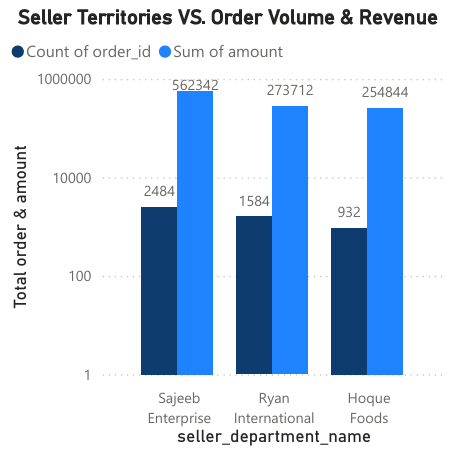 Seller Territories VS. Order Volume & Revenue
Count of order_id Sum of amount
1000000
10000
100
1
Total order & amount
2484
562342
1584
273712
932
254844
Sajeeb
Enterprise
Ryan
International
Hoque
Foods
seller_department_name